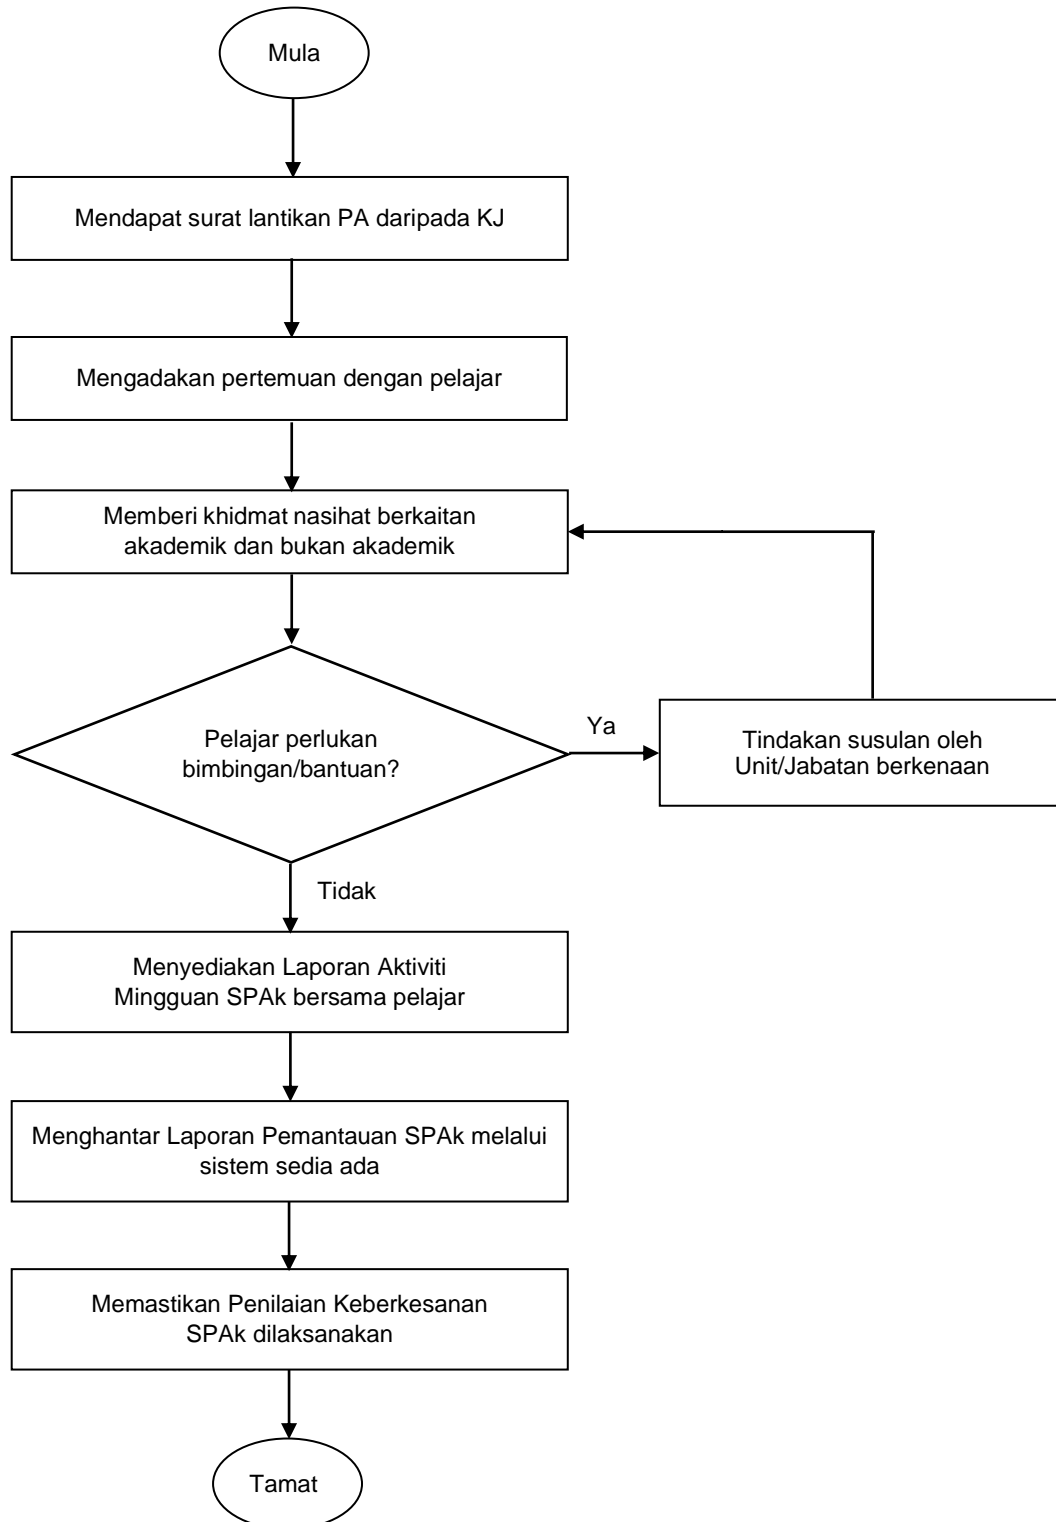 Mula
Mendapat surat lantikan PA daripada KJ
Mengadakan pertemuan dengan pelajar
Memberi khidmat nasihat berkaitan
akademik dan bukan akademik
Pelajar perlukan
bimbingan/bantuan?
Ya
Tindakan susulan oleh
Unit/Jabatan berkenaan
Tidak
Menyediakan Laporan Aktiviti
Mingguan SPAk bersama pelajar
Menghantar Laporan Pemantauan SPAk melalui
sistem sedia ada
Memastikan Penilaian Keberkesanan
SPAk dilaksanakan
Tamat